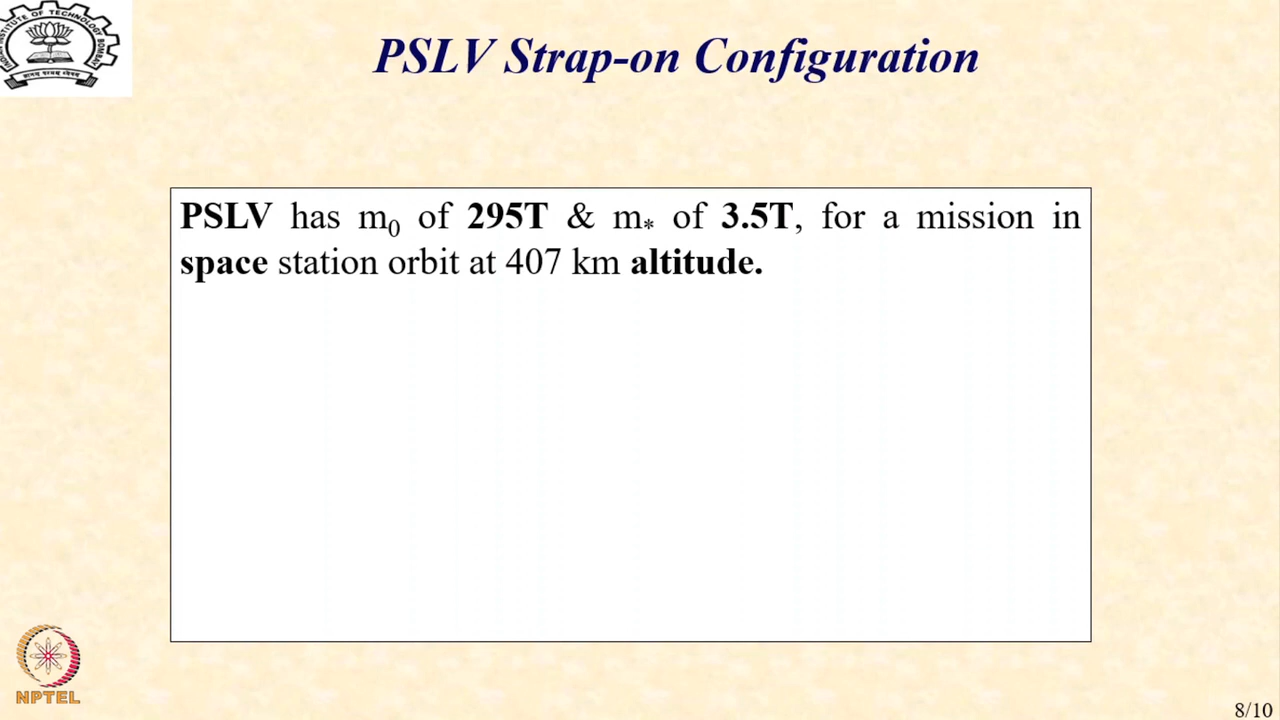 PSLV Strap-on Configuration
PSLV has m0 of 295T & m* of 3.5T, for a mission in
space station orbit at 407 km altitude.
NPTEL
8/10